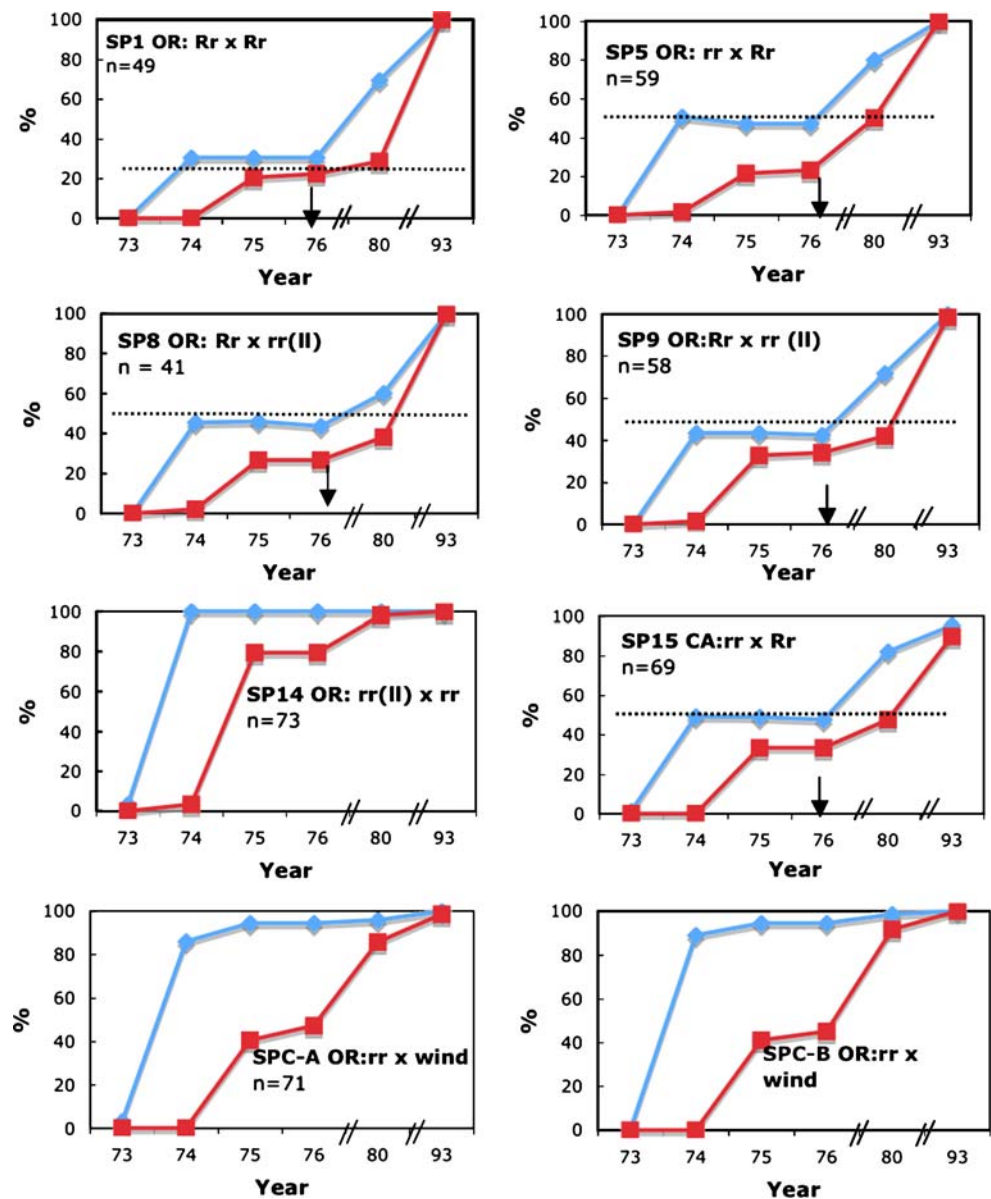 100
80
60
40
20
0
%
SP1 OR: Rr x Rr
n=49
73 74 75 76 // 80 // 93
Year
100
80
60
40
20
0
%
SP5 OR: rr x Rr
n=59
73 74 75 76 // 80 // 93
Year
100
80
60
40
20
0
%
SP8 OR: Rr x rr(ll)
n = 41
73 74 75 76 // 80 // 93
Year
100
80
60
40
20
0
%
SP9 OR:Rr x rr (ll)
n=58
73 74 75 76 // 80 // 93
Year
100
80
60
40
20
0
%
SP14 OR: rr(ll) x rr
n=73
73 74 75 76 // 80 // 93
Year
100
80
60
40
20
0
%
SP15 CA:rr x Rr
n=69
73 74 75 76 // 80 // 93
Year
100
80
60
40
20
0
%
SPC-A OR:rr x wind
n=71
73 74 75 76 // 80 // 93
Year
100
80
60
40
20
0
%
SPC-B OR:rr x
wind
73 74 75 76 // 80 // 93
Year